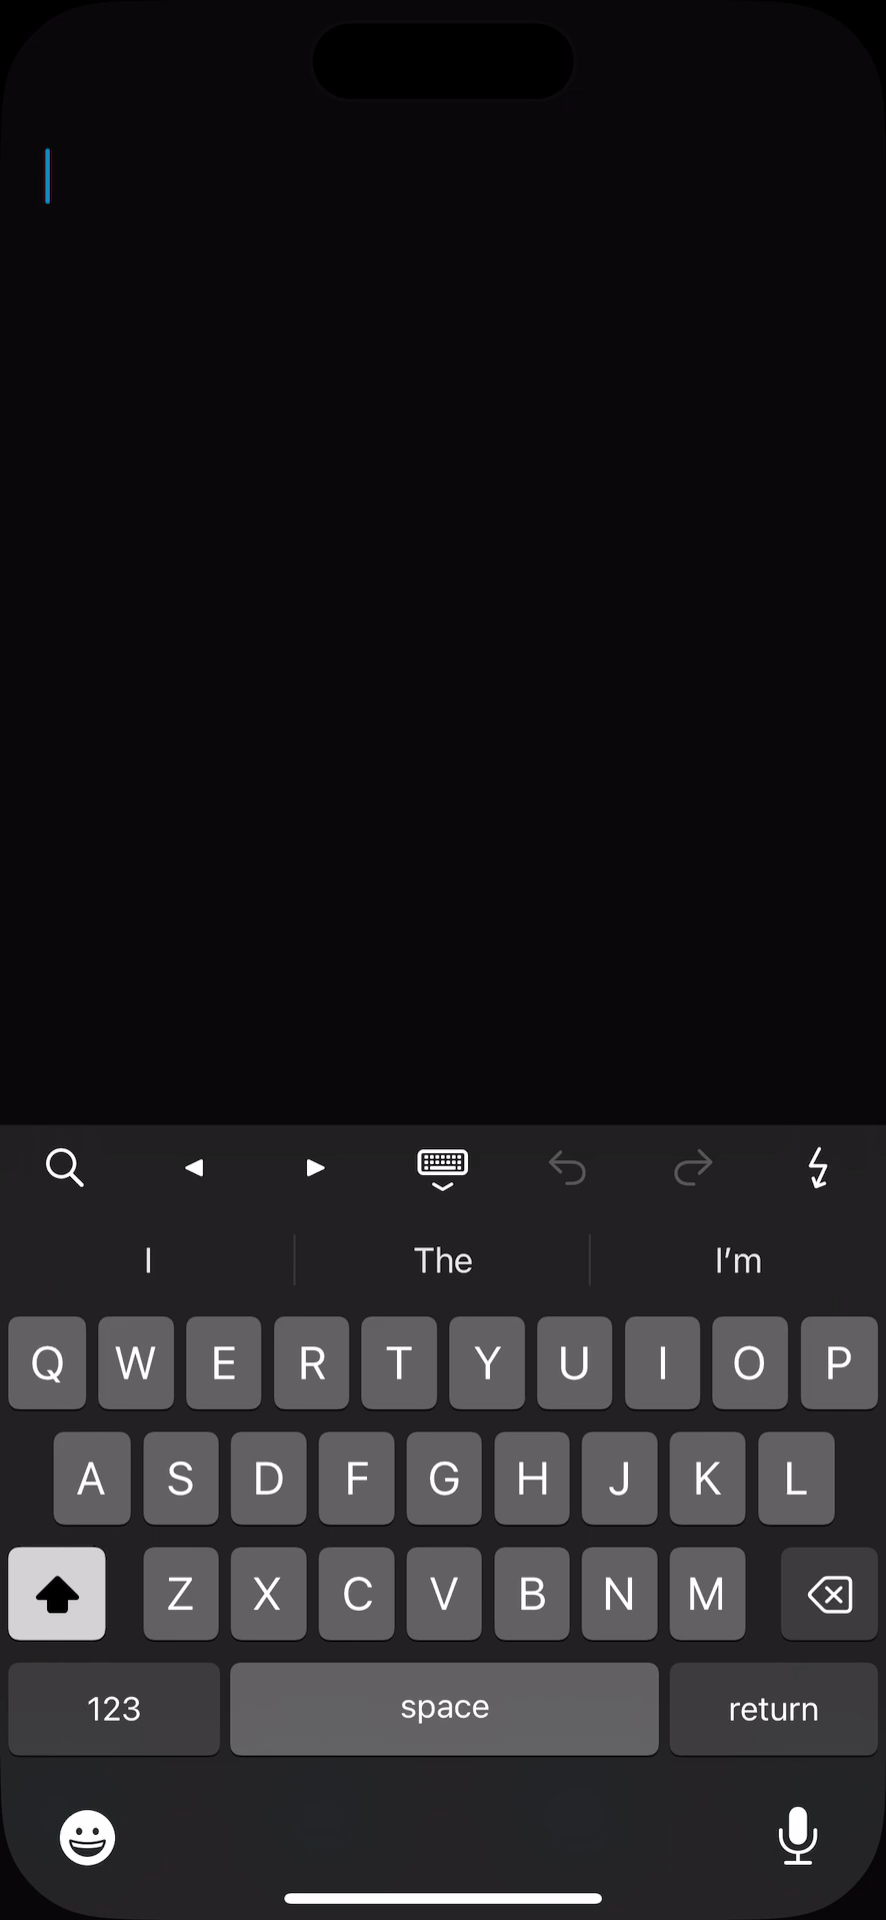 I The I’m
Q W E R T Y U I O P
A S D F G H J K L
Z X C V B N M
123 space return